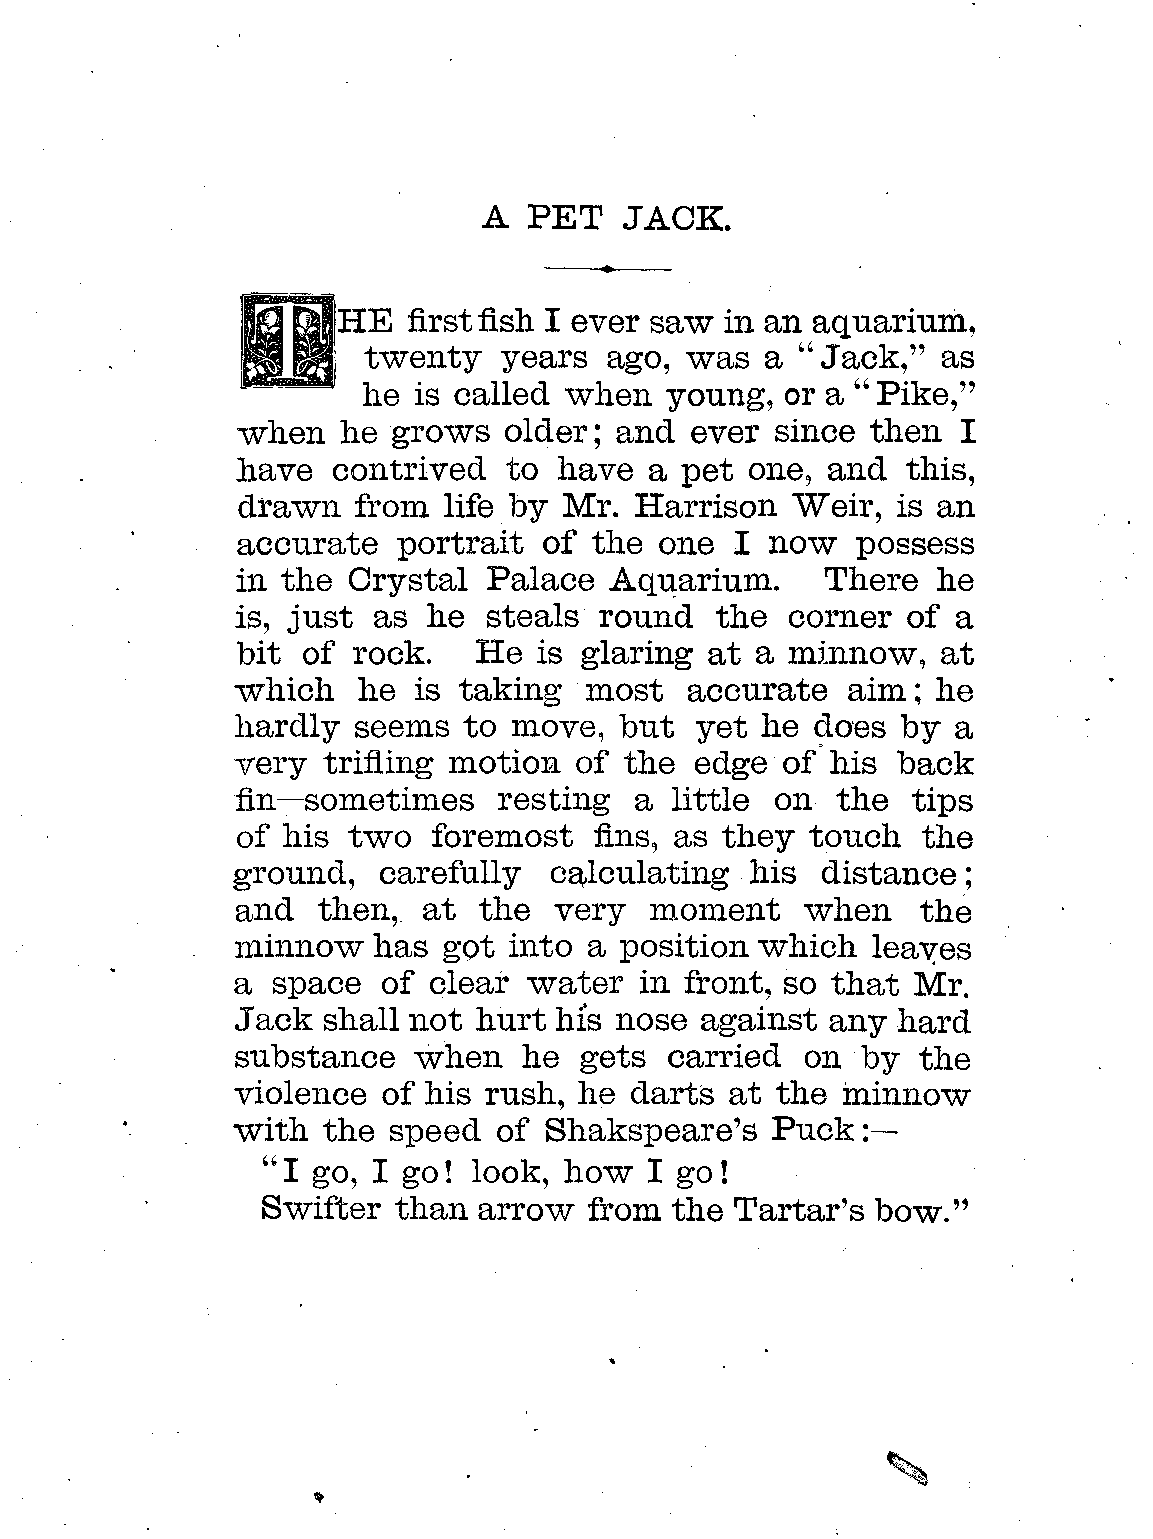 A PET JACK.
THE first fish I ever saw in an aquarium,
twenty years ago, was a “Jack,” as
he is called when young, or a “Pike,”
when he grows older; and ever since then I
have contrived to have a pet one, and this,
drawn from life by Mr. Harrison Weir, is an
accurate portrait of the one I now possess
in the Crystal Palace Aquarium. There he
is, just as he steals round the corner of a
bit of rock. He is glaring at a minnow, at
which he is taking most accurate aim; he
hardly seems to move, but yet he does by a
very trifling motion of the edge of his back
fin—sometimes resting a little on the tips
of his two foremost fins, as they touch the
ground, carefully calculating his distance;
and then, at the very moment when the
minnow has got into a position which leaves
a space of clear water in front, so that Mr.
Jack shall not hurt his nose against any hard
substance when he gets carried on by the
violence of his rush, he darts at the minnow
with the speed of Shakspeare’s Puck:—
“I go, I go! look, how I go!
Swifter than arrow from the Tartar’s bow.”